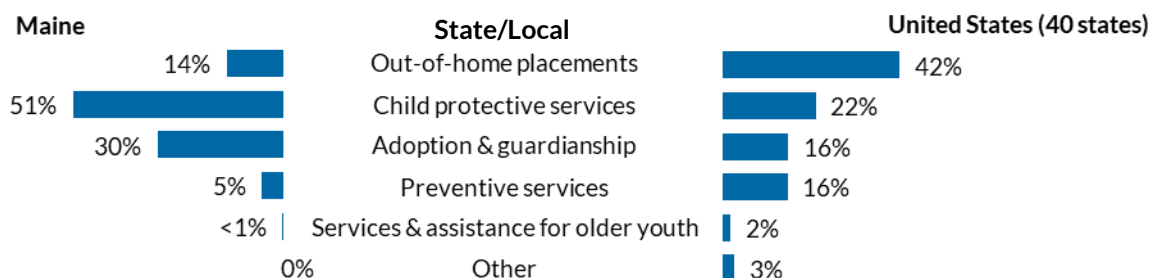 Maine State/Local United States (40 states)
14% Out-of-home placements 42%
51% Child protective services 22%
30% Adoption & guardianship 16%
5% Preventive services 16%
<1% Services & assistance for older youth 2%
0% Other 3%